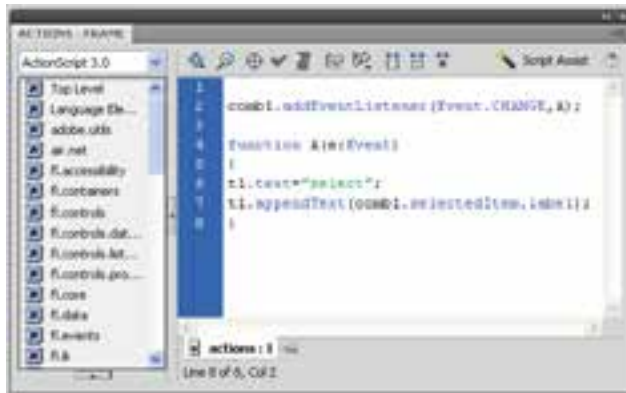 ACTIONS - FRAME
ActionScript 3.0
Script Assist
Top Level
Language Ele...
adobe.utils
air.net
fl.accessibility
fl.containers
fl.controls
fl.controls.dat...
fl.controls.list...
fl.controls.pro...
fl.core
fl.data
fl.events
fl.ik
1
2 comb1.addEventListener(Event.CHANGE,A);
3
4 function A(e:Event)
5 {
6 t1.text="select";
7 t1.appendText(comb1.selectedItem.label);
8 }
actions : 1
Line 8 of 8, Col 2